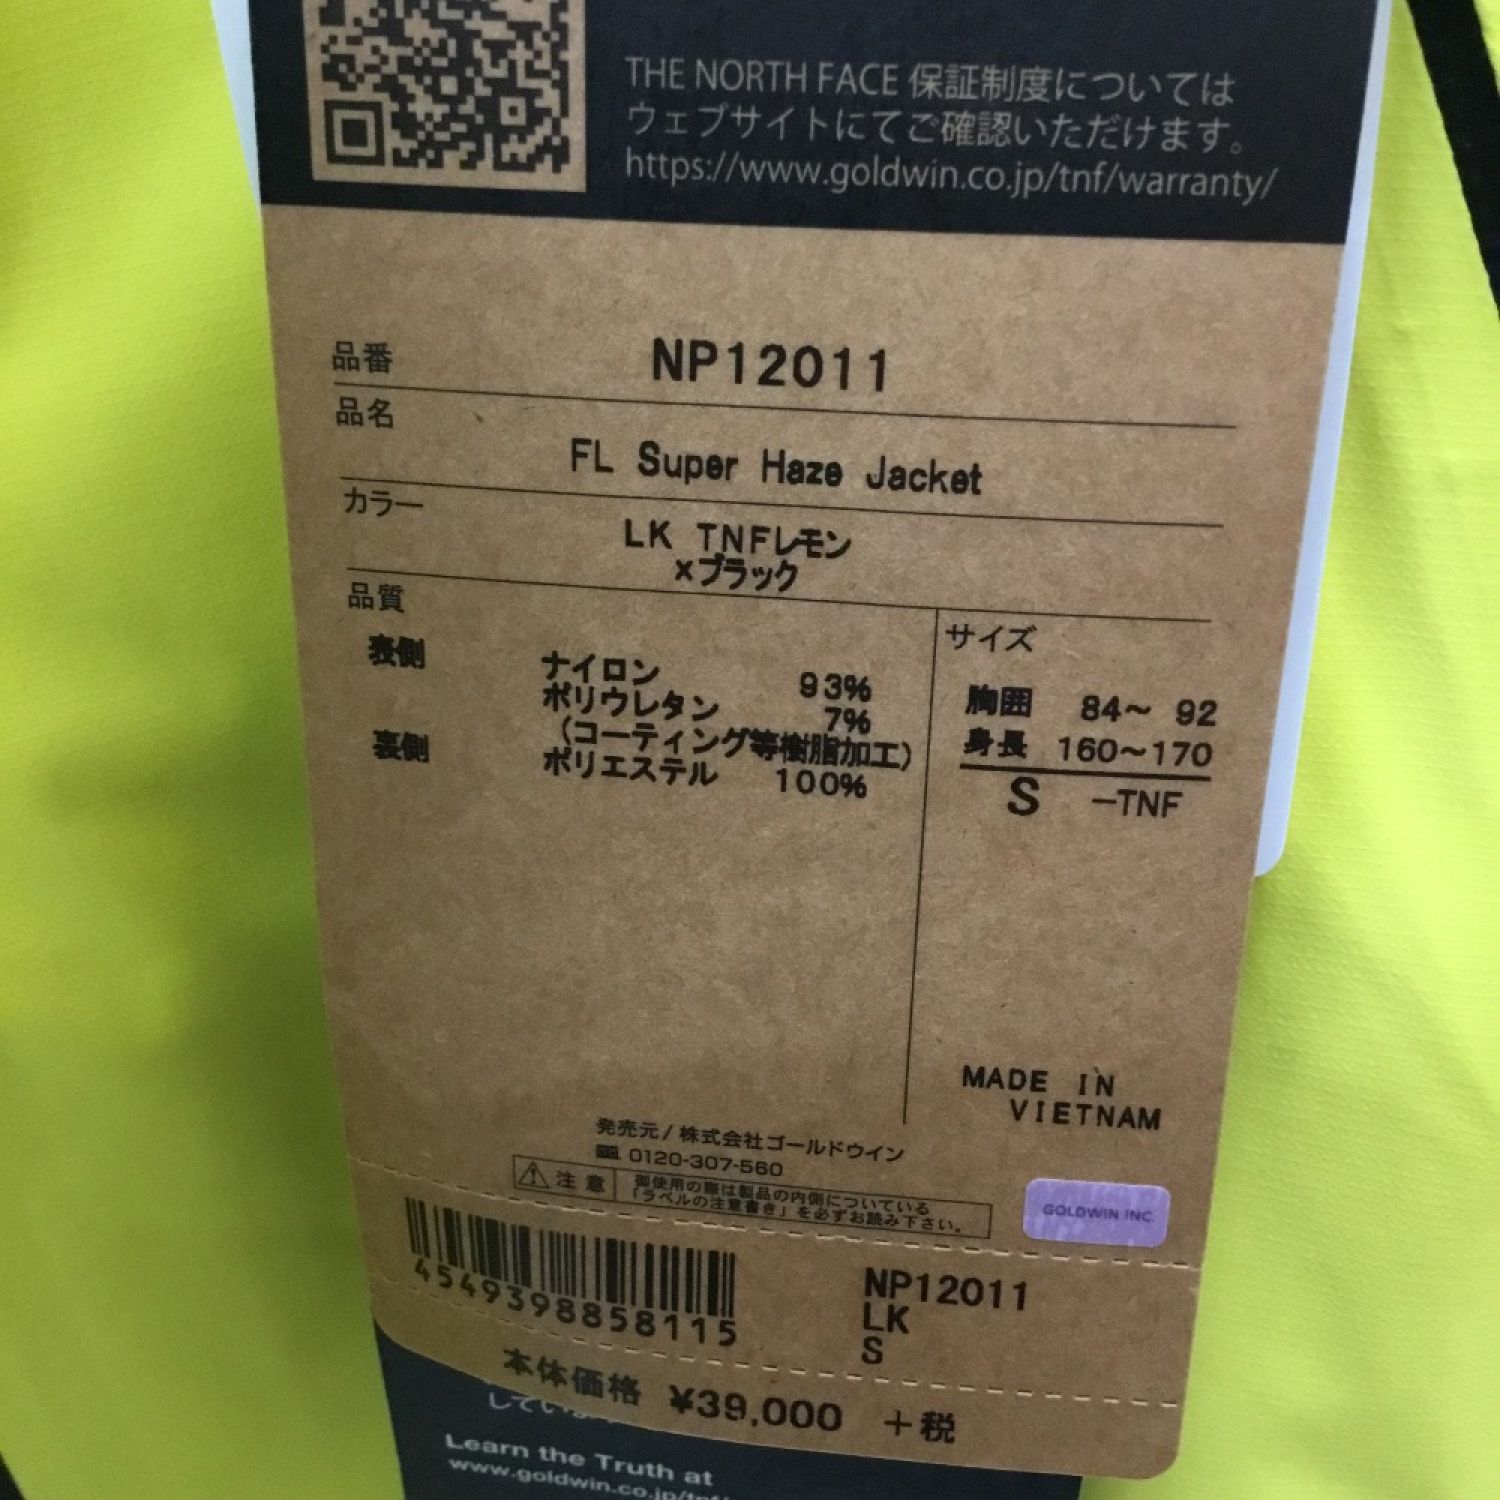 THE NORTH FACE 保証制度については
ウェブサイトにてご確認いただけます。
https://www.goldwin.co.jp/tnf/warranty/
品番 NP12011
品名
FL Super Haze Jacket
カラー
LK TNFレモン
×ブラック
品質
表側 ナイロン 93%
ポリウレタン 7%
(コーティング等樹脂加工)
裏側 ポリエステル 100%
サイズ
胸囲 84~ 92
身長 160~170
S -TNF
MADE IN
VIETNAM
発売元/株式会社ゴールドウイン
0120-307-560
注意 御使用の際は製品の内側についている
「ラベルの注意書き」を必ずお読み下さい。
GOLDWIN INC.
4549398858115
NP12011
LK
S
本体価格 ¥39,000 +税
Learn the Truth at
www.goldwin.co.jp/tnf/